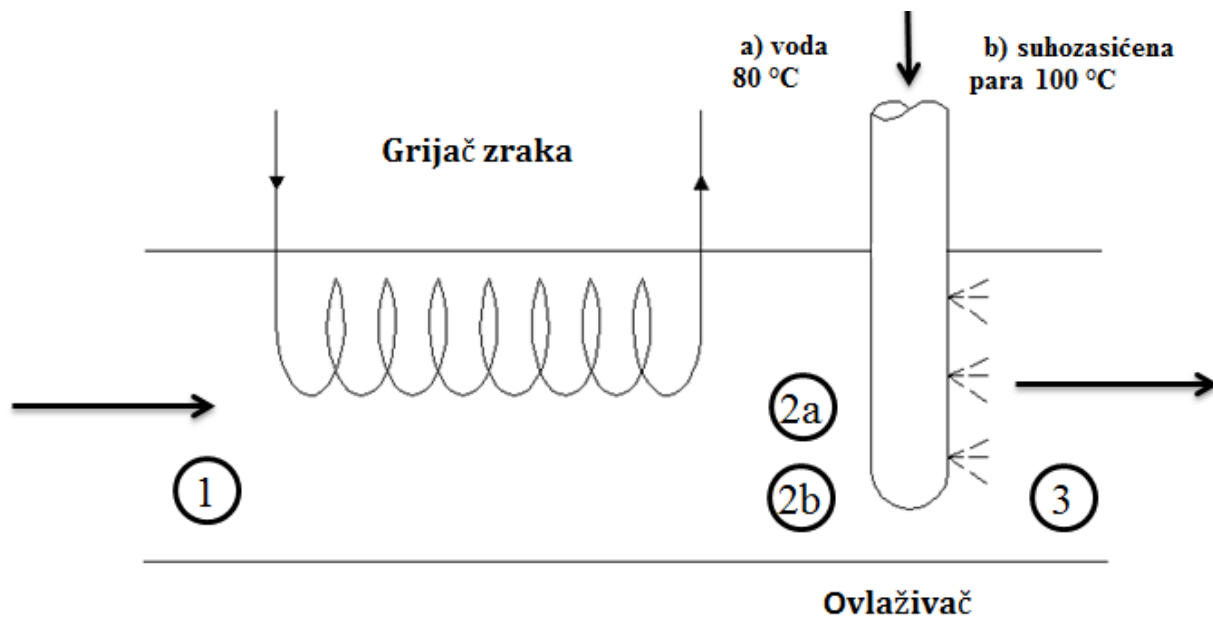 a) voda
80 °C
b) suhozasićena
para 100 °C
Grijač zraka
2a
1
2b
3
Ovlaživač